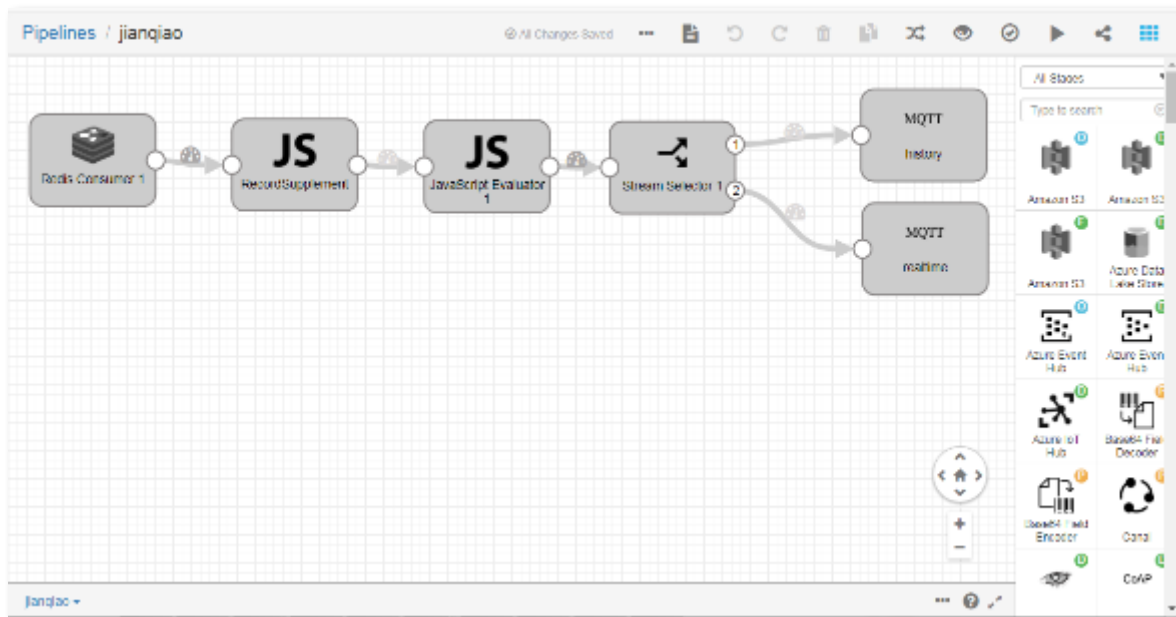 Pipelines / jianqiao
All Changes Saved
All Stages
Type to search
Redis Consumer 1
JS
RecordSupplement
JS
JavaScript Evaluator
1
Stream Selector 1
1
2
MQTT
history
MQTT
realtime
Amazon S3
Amazon S3
Amazon S3
Azure Data
Lake Store
Azure Event
Hub
Azure Even
Hub
Azure IoT
Hub
Base64 Fiel
Decoder
Base64 Field
Encoder
Canal
CoAP
jianqiao